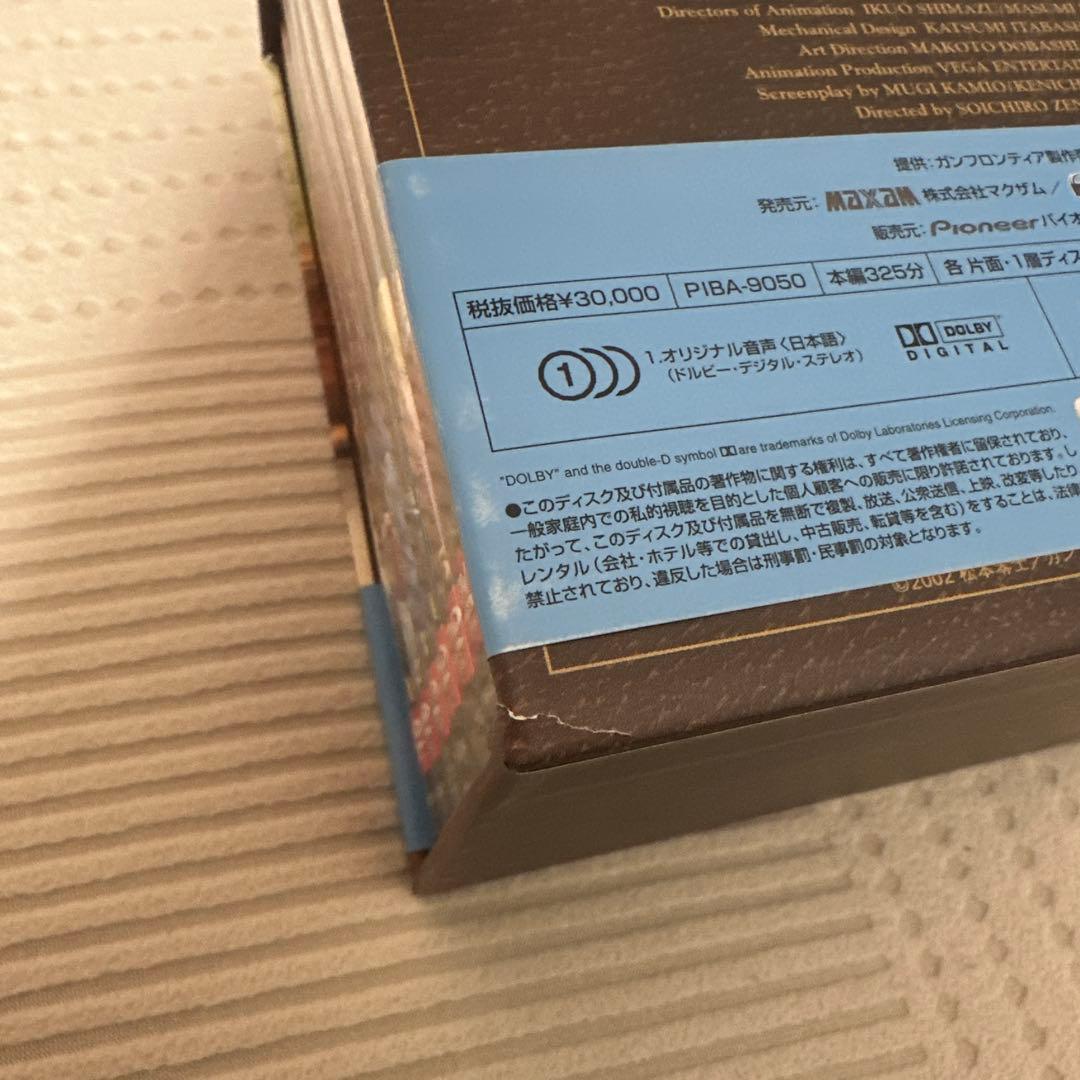 Directors of Animation IKUO SHIMAZU/MASUMI
Mechanical Design KATSUMI ITABASH
Art Direction MAKOTO DOBASHI
Animation Production VEGA ENTERTA
Screenplay by MUGI KAMIO/KENICH
Directed by SOICHIRO ZEN
提供:ガンフロンティア製作
発売元: maxam 株式会社マクザム /
販売元: Pioneer パイオ
税抜価格¥30,000 PIBA-9050 本編325分 各片面・1層ディス
1 1.オリジナル音声〈日本語〉
(ドルビー・デジタル・ステレオ)
DOLBY
DIGITAL
"DOLBY" and the double-D symbol are trademarks of Dolby Laboratories Licensing Corporation.
●このディスク及び付属品の著作物に関する権利は、すべて著作権者に留保されており、
一般家庭内での私的視聴を目的とした個人顧客への販売に限り許諾されております。し
たがって、このディスク及び付属品を無断で複製、放送、公衆送信、上映、改変等したり
レンタル(会社・ホテル等での貸出し、中古販売、転貸等を含む)をすることは、法律
禁止されており、違反した場合は刑事罰・民事罰の対象となります。
©2002 松本零士